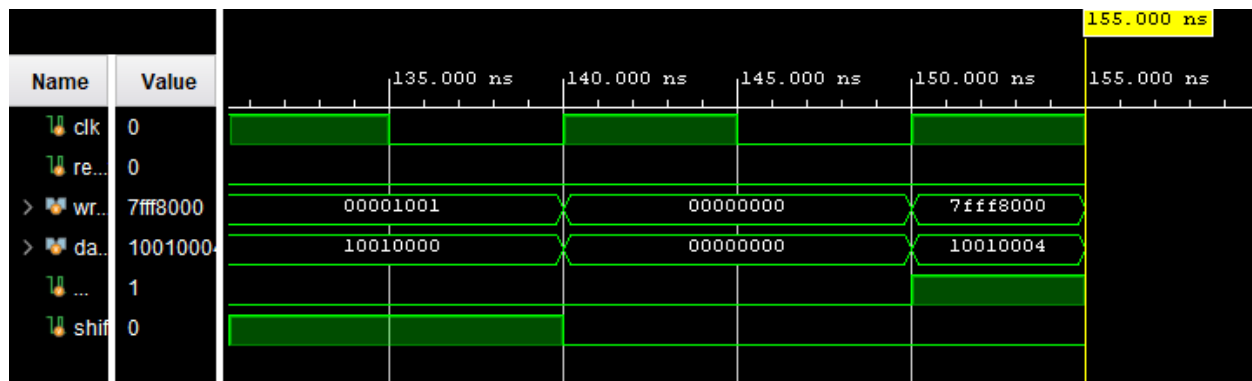 155.000 ns
Name Value 135.000 ns 140.000 ns 145.000 ns 150.000 ns 155.000 ns
clk 0
re... 0
wr... 7fff8000 00001001 00000000 7fff8000
da... 10010004 10010000 00000000 10010004
... 1
shif 0